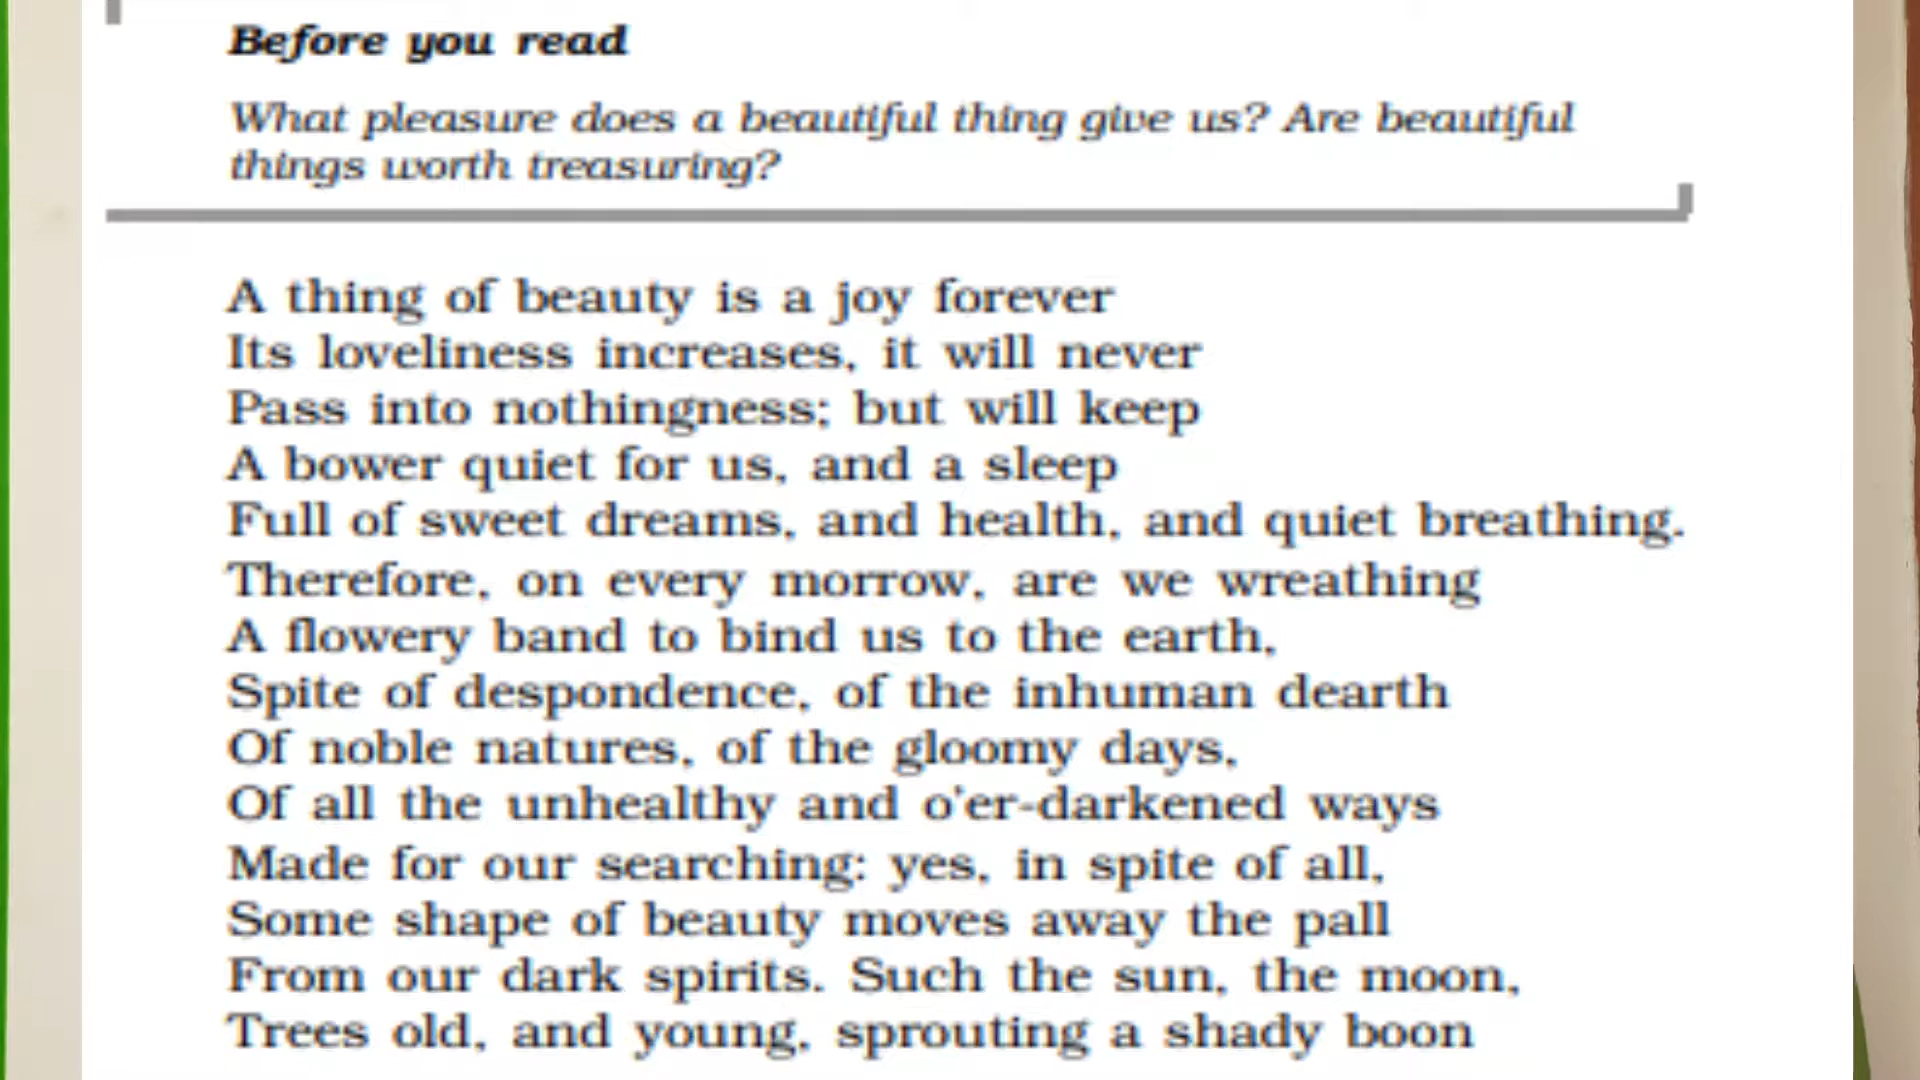 Before you read
What pleasure does a beautiful thing give us? Are beautiful
things worth treasuring?
A thing of beauty is a joy forever
Its loveliness increases, it will never
Pass into nothingness; but will keep
A bower quiet for us, and a sleep
Full of sweet dreams, and health, and quiet breathing.
Therefore, on every morrow, are we wreathing
A flowery band to bind us to the earth,
Spite of despondence, of the inhuman dearth
Of noble natures, of the gloomy days,
Of all the unhealthy and o'er-darkened ways
Made for our searching: yes, in spite of all,
Some shape of beauty moves away the pall
From our dark spirits. Such the sun, the moon,
Trees old, and young, sprouting a shady boon